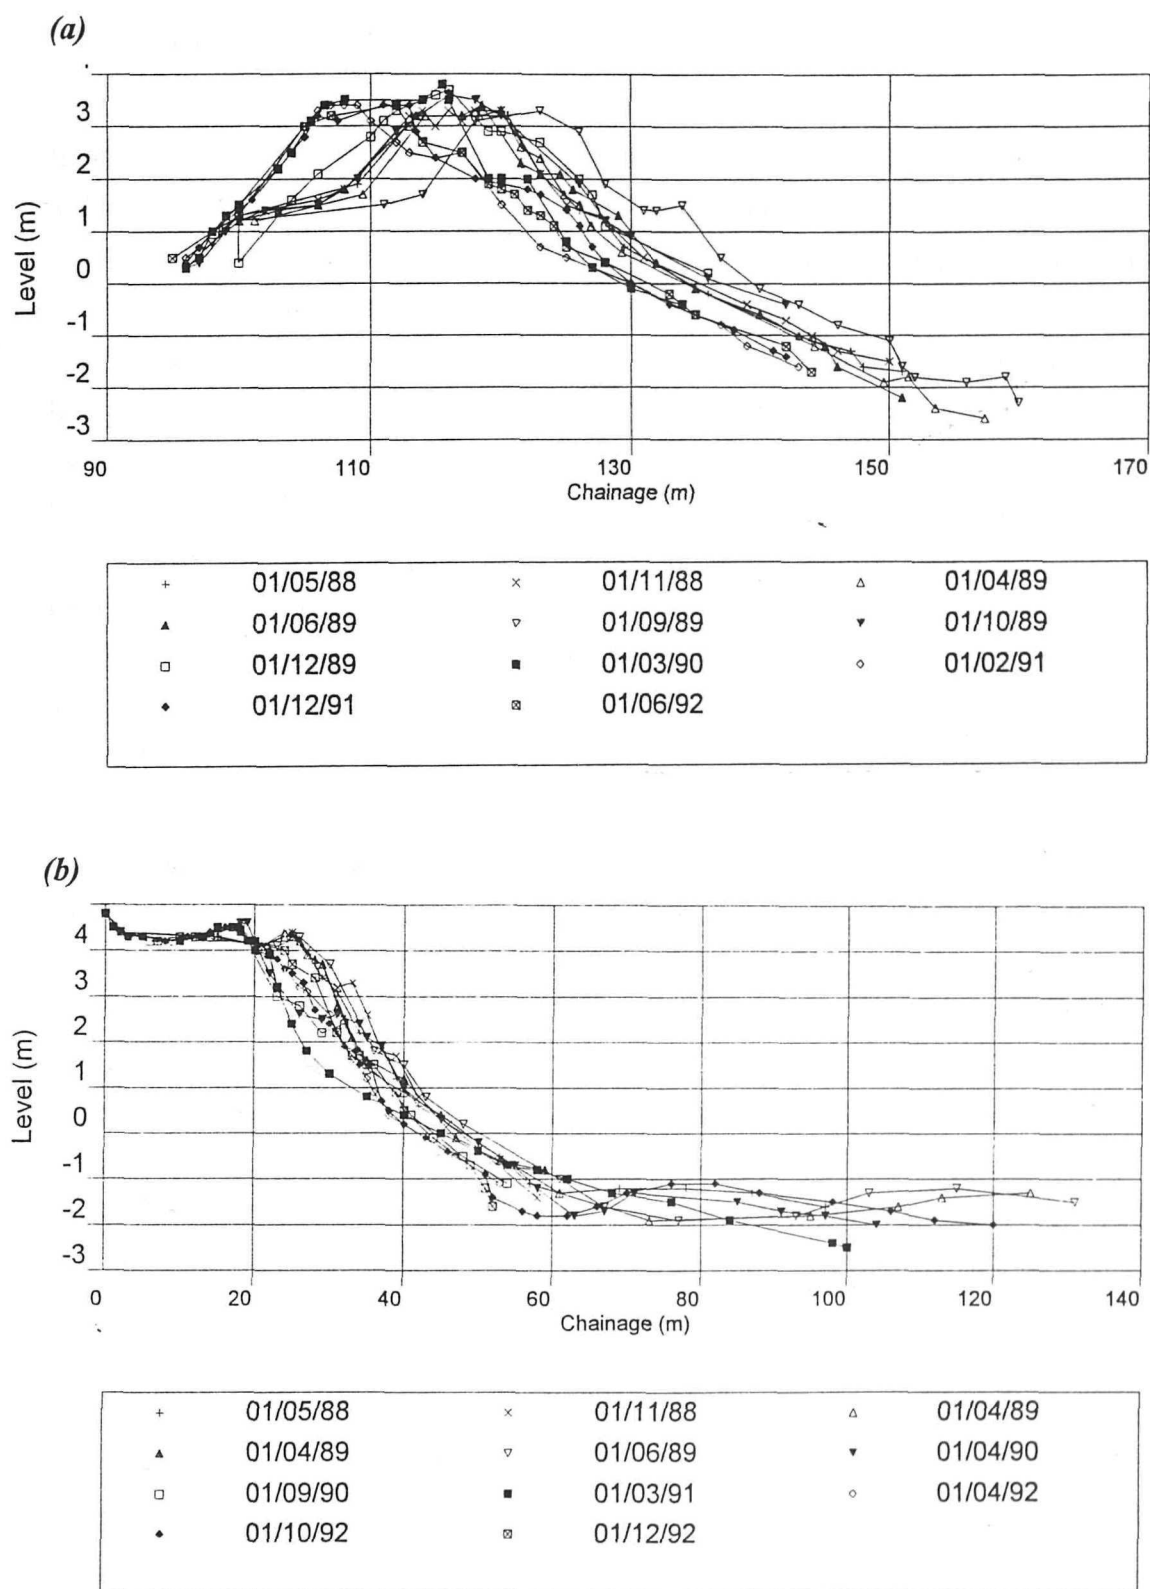 (a)
3
2
1
0
-1
-2
-3
Level (m)
90 110 130 150 170
Chainage (m)
+ 01/05/88 × 01/11/88 △ 01/04/89
▲ 01/06/89 ▽ 01/09/89 ▼ 01/10/89
□ 01/12/89 ■ 01/03/90 ◇ 01/02/91
◆ 01/12/91 ⊠ 01/06/92
(b)
4
3
2
1
0
-1
-2
-3
Level (m)
0 20 40 60 80 100 120 140
Chainage (m)
+ 01/05/88 × 01/11/88 △ 01/04/89
▲ 01/04/89 ▽ 01/06/89 ▼ 01/04/90
□ 01/09/90 ■ 01/03/91 ◇ 01/04/92
◆ 01/10/92 ⊠ 01/12/92